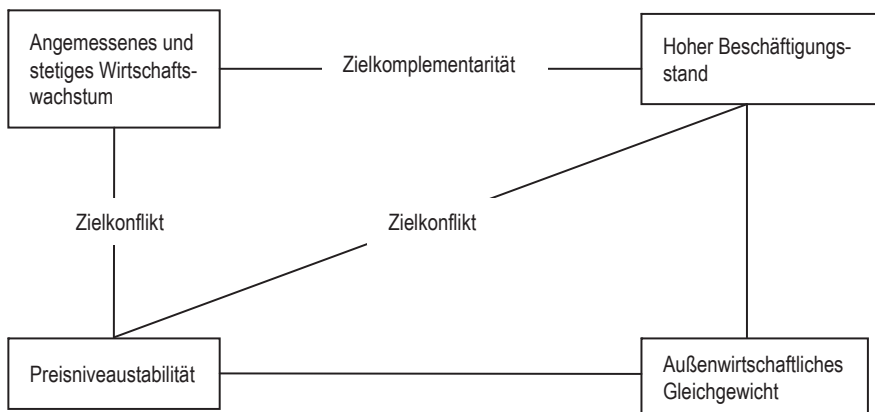 Angemessenes und
stetiges Wirtschafts-
wachstum
Zielkomplementarität
Hoher Beschäftigungs-
stand
Zielkonflikt
Zielkonflikt
Preisniveaustabilität
Außenwirtschaftliches
Gleichgewicht